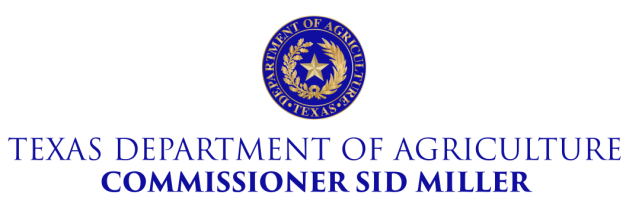 DEPARTMENT OF AGRICULTURE
•TEXAS•
TEXAS DEPARTMENT OF AGRICULTURE
COMMISSIONER SID MILLER